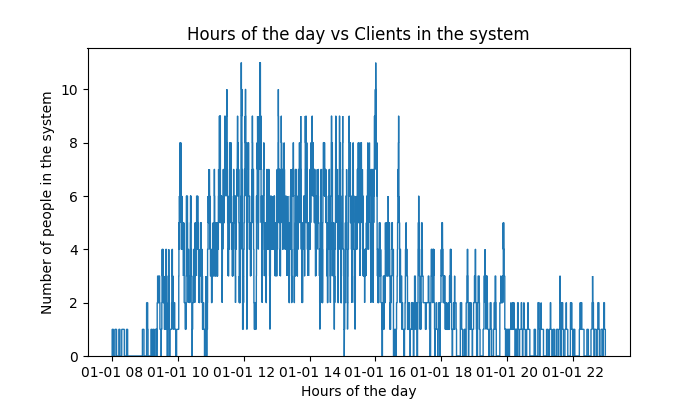 Hours of the day vs Clients in the system
Number of people in the system
10
8
6
4
2
0
01-01 08 01-01 10 01-01 12 01-01 14 01-01 16 01-01 18 01-01 20 01-01 22
Hours of the day